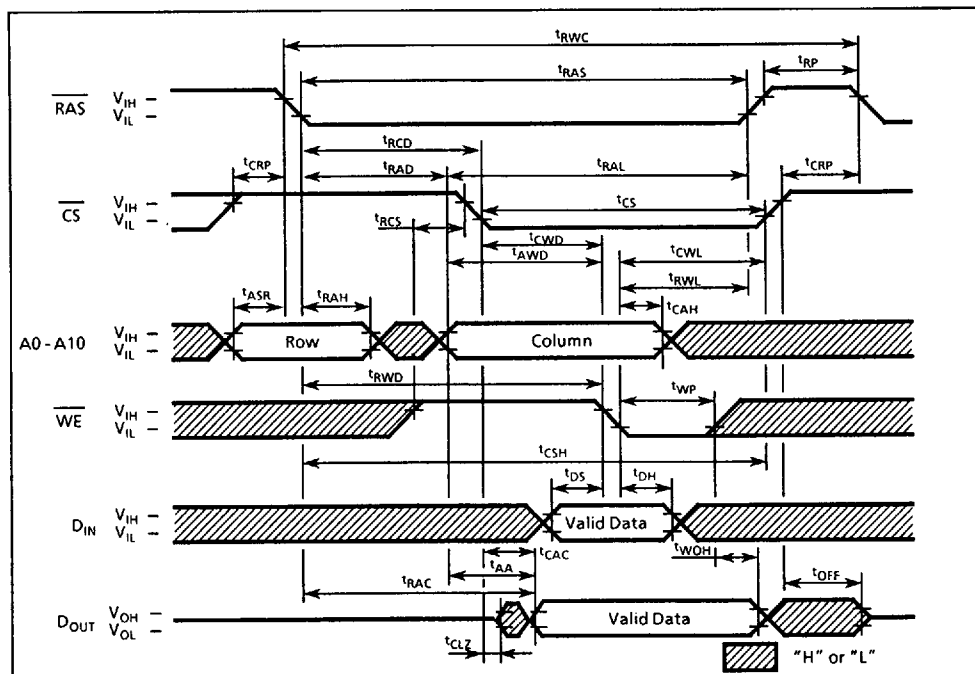 tRWC
tRAS
tRP
RAS
VIH –
VIL –
tRCD
tCRP
tRAD
tRAL
tCRP
CS
VIH –
VIL –
tRCS
tCS
tCWD
tCWL
tAWD
tRWL
tASR
tRAH
tCAH
A0 - A10
VIH –
VIL –
Row
Column
tRWD
tWP
WE
VIH –
VIL –
tCSH
tDS
tDH
DIN
VIH –
VIL –
Valid Data
tCAC
tWOH
tAA
tRAC
tOFF
DOUT
VOH –
VOL –
Valid Data
tCLZ
"H" or "L"